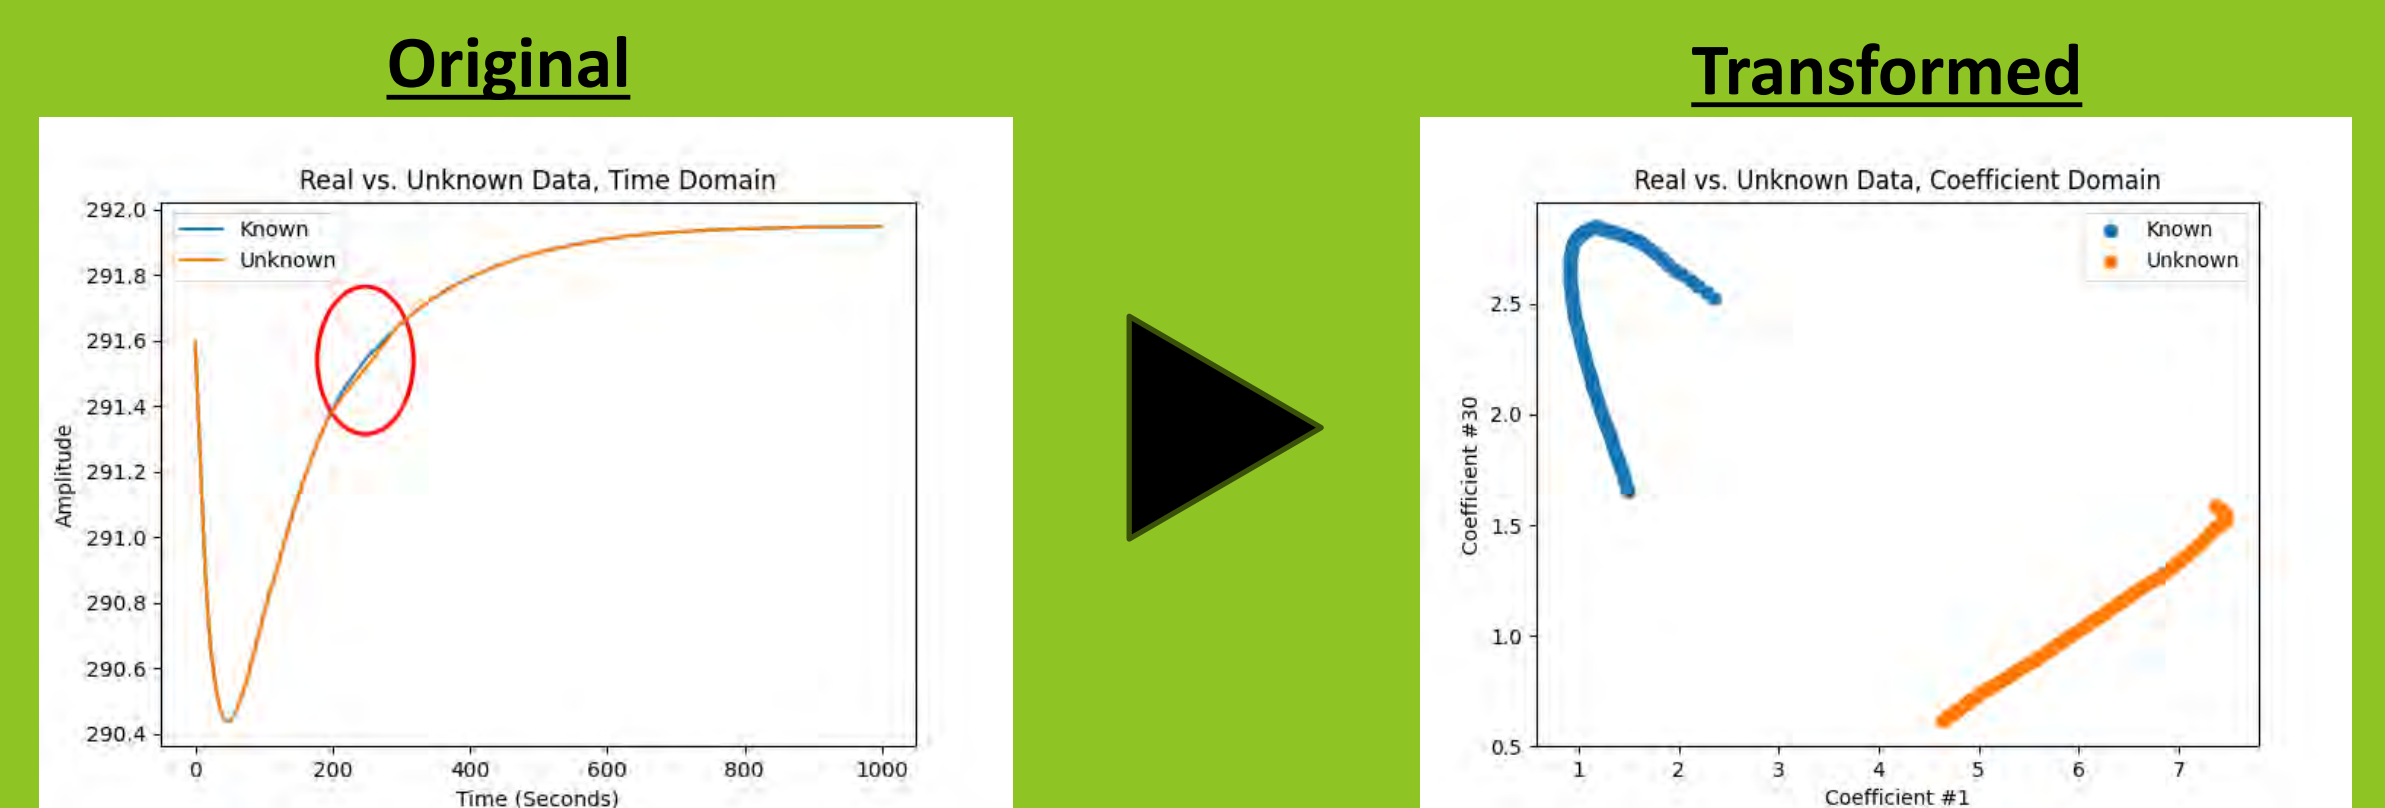 Original
Transformed
Real vs. Unknown Data, Time Domain
292.0
291.8
291.6
291.4
291.2
291.0
290.8
290.6
290.4
Amplitude
Known
Unknown
0 200 400 600 800 1000
Time (Seconds)
Real vs. Unknown Data, Coefficient Domain
2.5
2.0
1.5
1.0
0.5
Coefficient #30
Known
Unknown
1 2 3 4 5 6 7
Coefficient #1